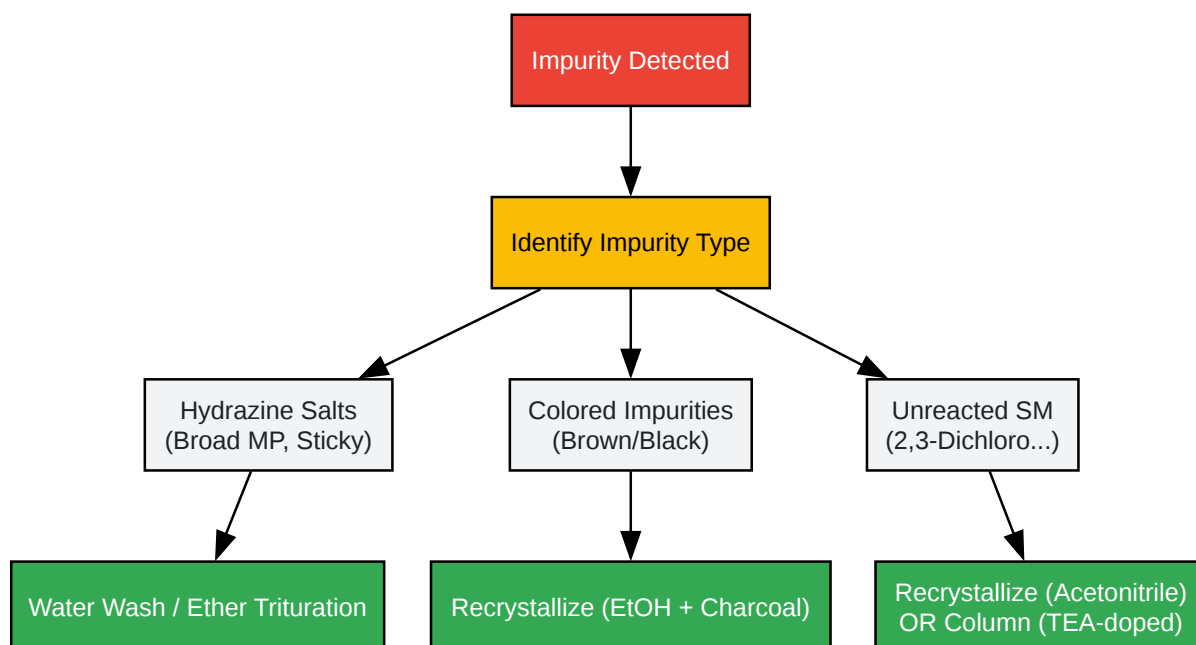 Impurity Detected
Identify Impurity Type
Hydrazine Salts
(Broad MP, Sticky)
Colored Impurities
(Brown/Black)
Unreacted SM
(2,3-Dichloro...)
Water Wash / Ether Trituration
Recrystallize (EtOH + Charcoal)
Recrystallize (Acetonitrile)
OR Column (TEA-doped)